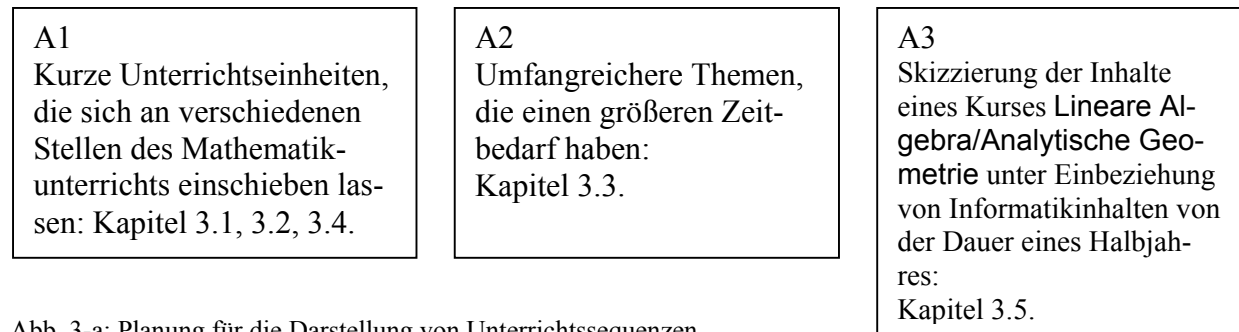 A1
Kurze Unterrichtseinheiten,
die sich an verschiedenen
Stellen des Mathematik-
unterrichts einschieben las-
sen: Kapitel 3.1, 3.2, 3.4.
A2
Umfangreichere Themen,
die einen größeren Zeit-
bedarf haben:
Kapitel 3.3.
A3
Skizzierung der Inhalte
eines Kurses Lineare Al-
gebra/Analytische Geo-
metrie unter Einbeziehung
von Informatikinhalten von
der Dauer eines Halbjah-
res:
Kapitel 3.5.
Abb. 3-a: Planung für die Darstellung von Unterrichtssequenzen